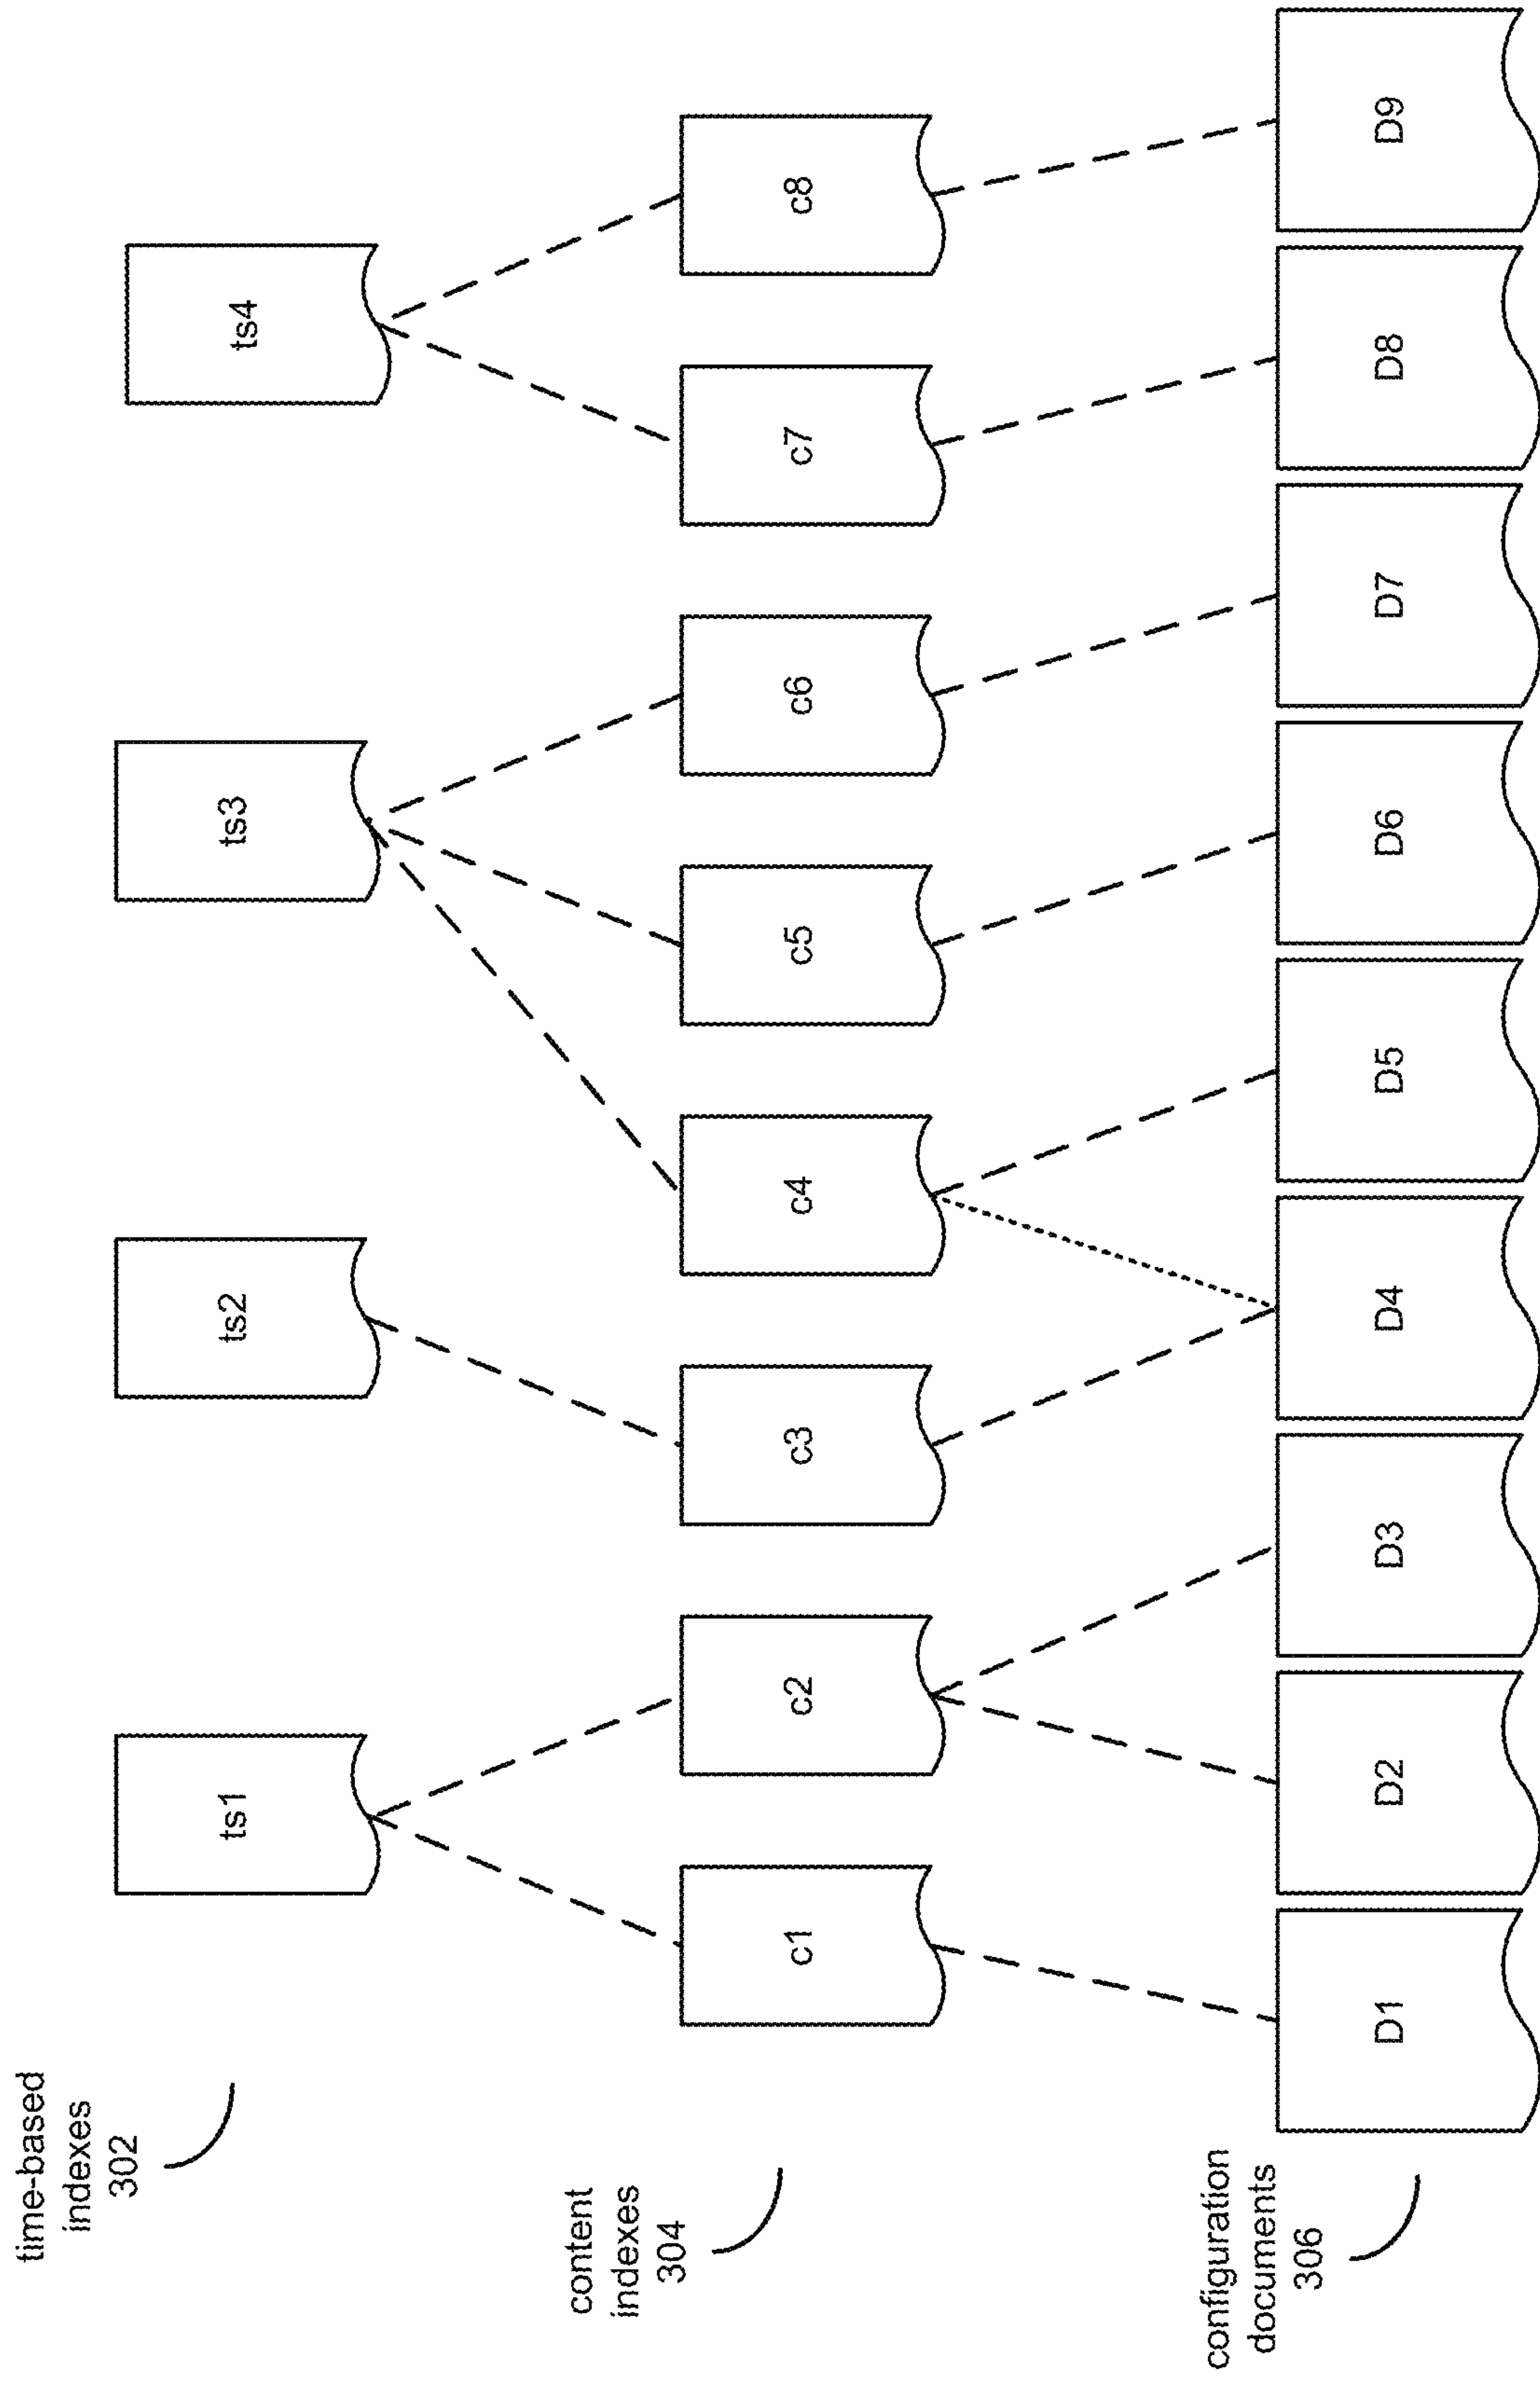 time-based
indexes
302
ts1
ts2
ts3
ts4
content
indexes
304
c1
c2
c3
c4
c5
c6
c7
c8
configuration
documents
306
D1
D2
D3
D4
D5
D6
D7
D8
D9